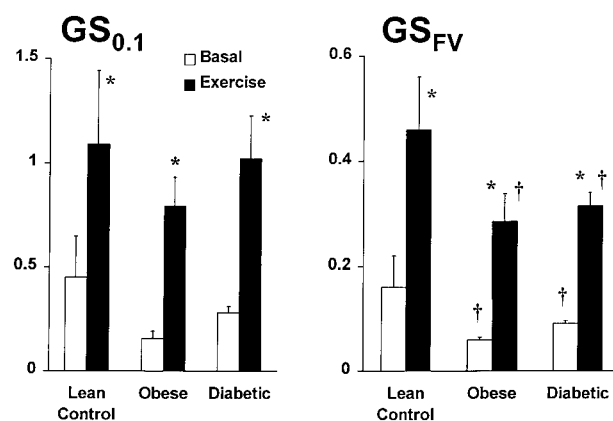 GS0.1
Basal
Exercise
1.5
1
0.5
0
*
*
*
Lean Control
Obese
Diabetic
GSFV
0.6
0.4
0.2
0
*
* †
* †
†
†
Lean Control
Obese
Diabetic